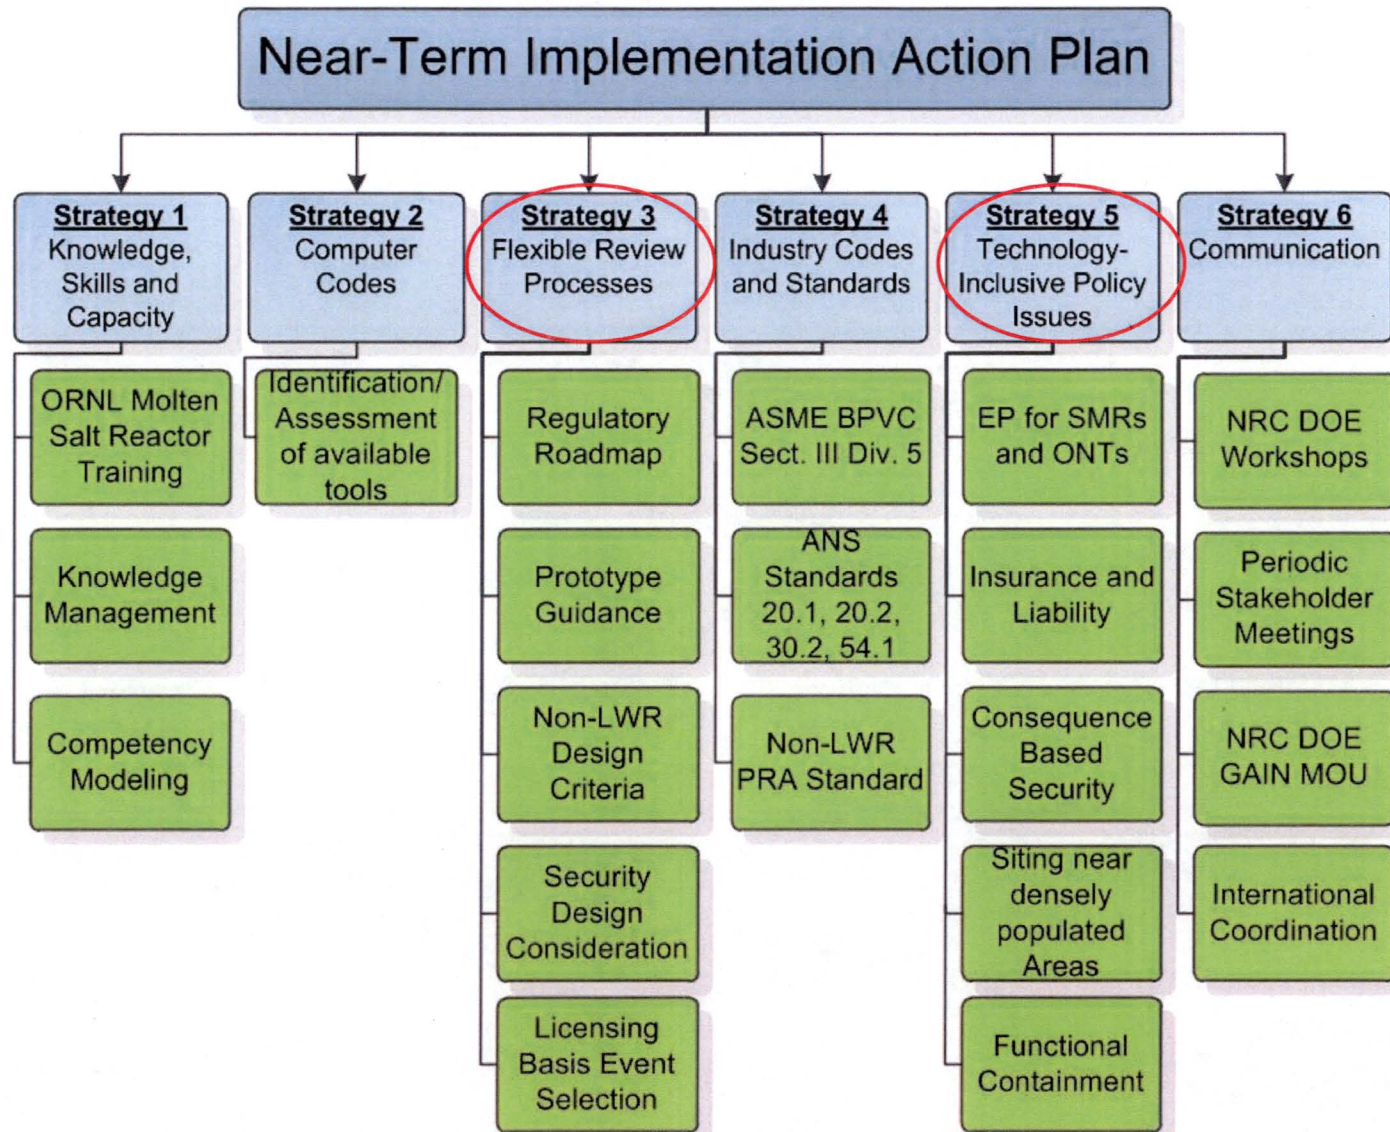 Near-Term Implementation Action Plan
Strategy 1
Knowledge,
Skills and
Capacity
ORNL Molten
Salt Reactor
Training
Knowledge
Management
Competency
Modeling
Strategy 2
Computer
Codes
Identification/
Assessment
of available
tools
Strategy 3
Flexible Review
Processes
Regulatory
Roadmap
Prototype
Guidance
Non-LWR
Design
Criteria
Security
Design
Consideration
Licensing
Basis Event
Selection
Strategy 4
Industry Codes
and Standards
ASME BPVC
Sect. III Div. 5
ANS
Standards
20.1, 20.2,
30.2, 54.1
Non-LWR
PRA Standard
Strategy 5
Technology-
Inclusive Policy
Issues
EP for SMRs
and ONTs
Insurance and
Liability
Consequence
Based
Security
Siting near
densely
populated
Areas
Functional
Containment
Strategy 6
Communication
NRC DOE
Workshops
Periodic
Stakeholder
Meetings
NRC DOE
GAIN MOU
International
Coordination